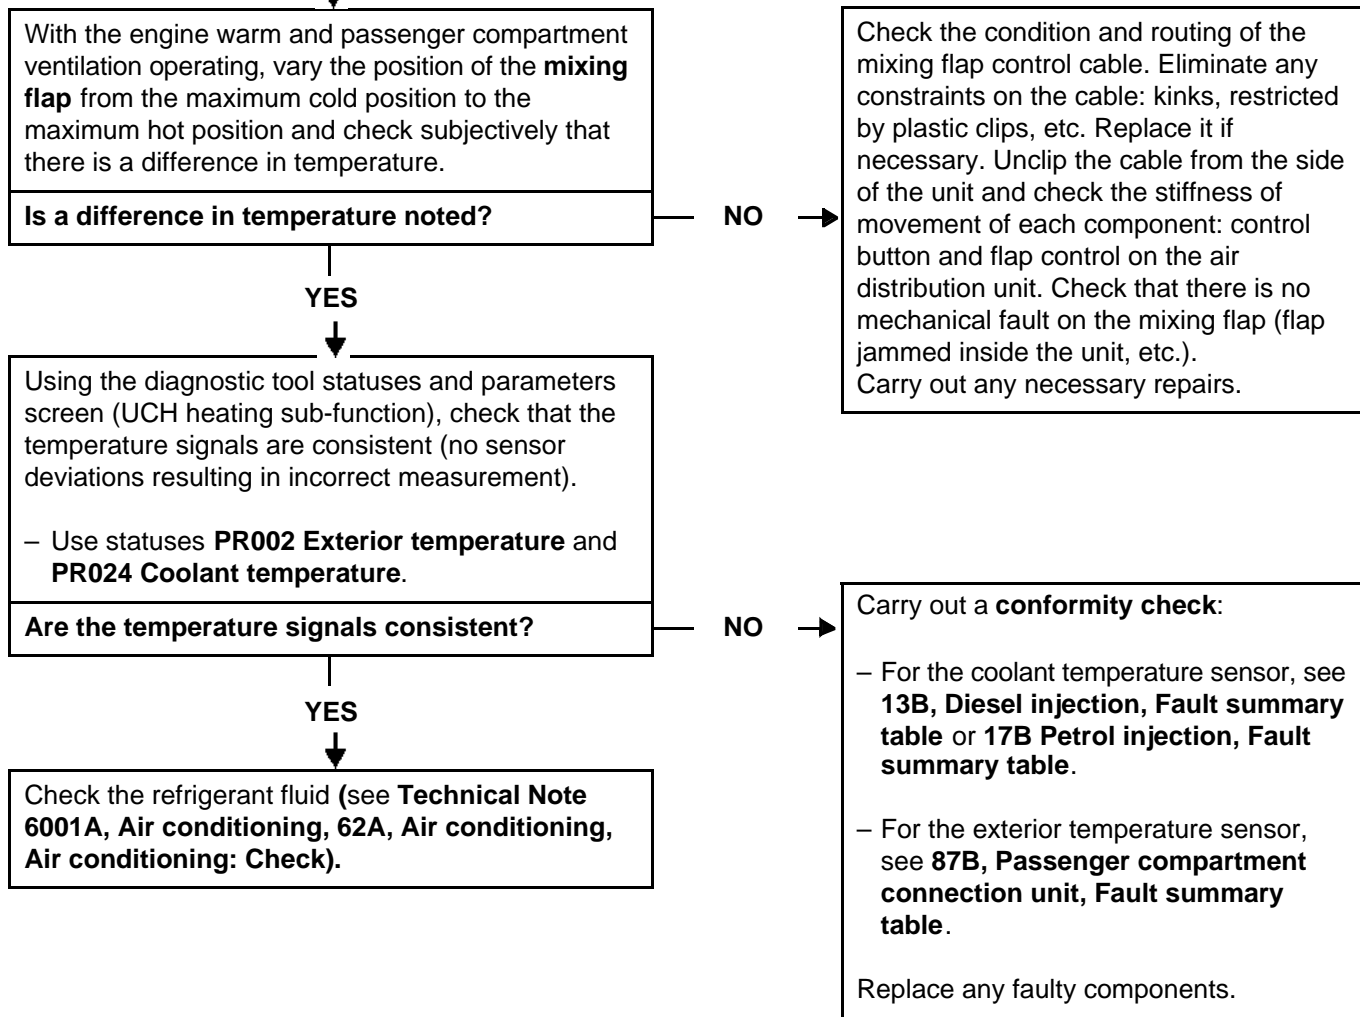 With the engine warm and passenger compartment
ventilation operating, vary the position of the mixing
flap from the maximum cold position to the
maximum hot position and check subjectively that
there is a difference in temperature.
Is a difference in temperature noted?
NO
Check the condition and routing of the
mixing flap control cable. Eliminate any
constraints on the cable: kinks, restricted
by plastic clips, etc. Replace it if
necessary. Unclip the cable from the side
of the unit and check the stiffness of
movement of each component: control
button and flap control on the air
distribution unit. Check that there is no
mechanical fault on the mixing flap (flap
jammed inside the unit, etc.).
Carry out any necessary repairs.
YES
Using the diagnostic tool statuses and parameters
screen (UCH heating sub-function), check that the
temperature signals are consistent (no sensor
deviations resulting in incorrect measurement).
– Use statuses PR002 Exterior temperature and
PR024 Coolant temperature.
Are the temperature signals consistent?
NO
Carry out a conformity check:
– For the coolant temperature sensor, see
13B, Diesel injection, Fault summary
table or 17B Petrol injection, Fault
summary table.
– For the exterior temperature sensor,
see 87B, Passenger compartment
connection unit, Fault summary
table.
Replace any faulty components.
YES
Check the refrigerant fluid (see Technical Note
6001A, Air conditioning, 62A, Air conditioning,
Air conditioning: Check).